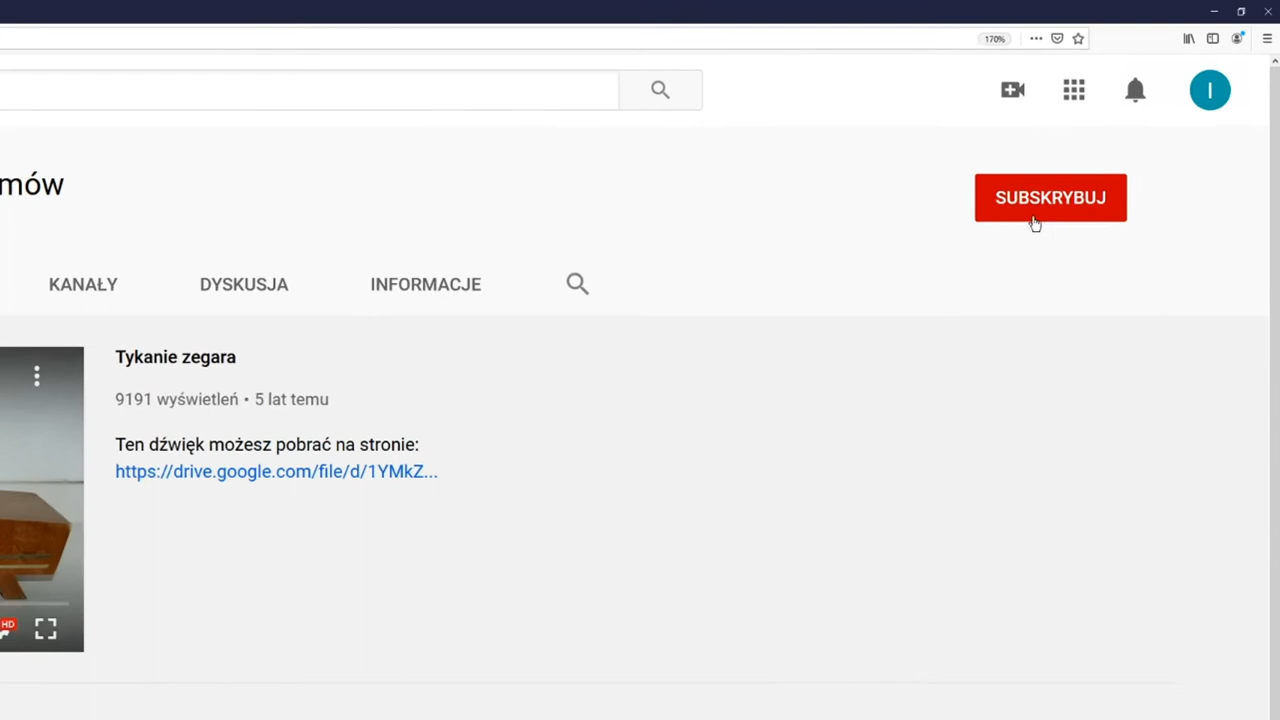 170%
I
mów
SUBSKRYBUJ
KANAŁY
DYSKUSJA
INFORMACJE
Tykanie zegara
9191 wyświetleń • 5 lat temu
Ten dźwięk możesz pobrać na stronie:
https://drive.google.com/file/d/1YMkZ...
HD